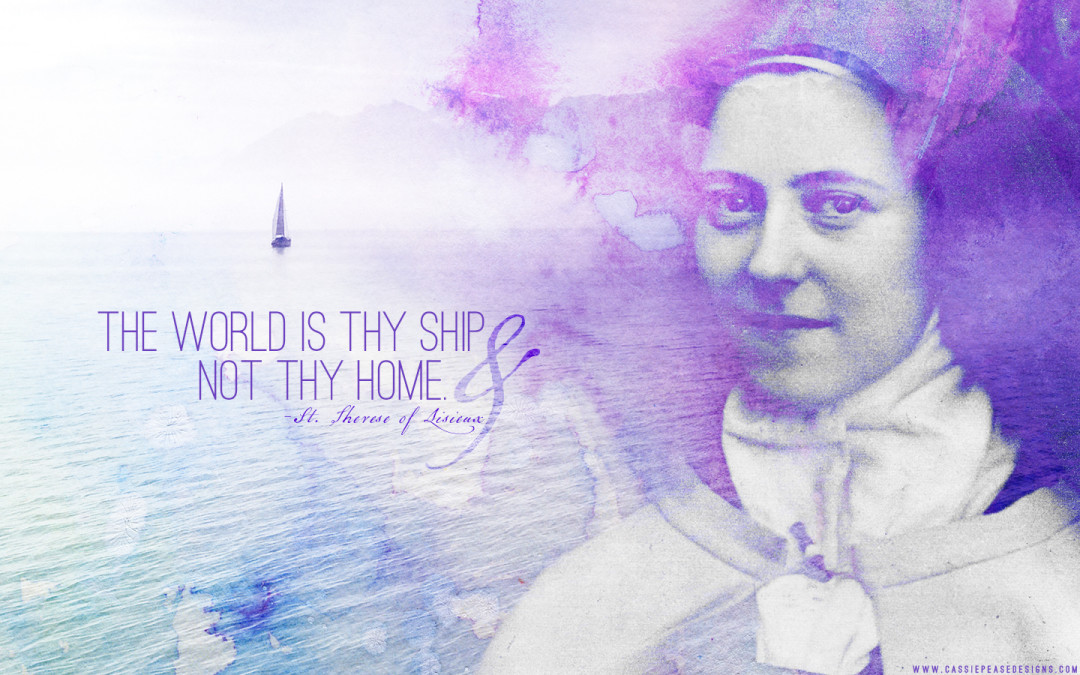 THE WORLD IS THY SHIP &
NOT THY HOME.
-St. Therese of Lisieux
WWW.CASSIEPEASEDESIGNS.COM